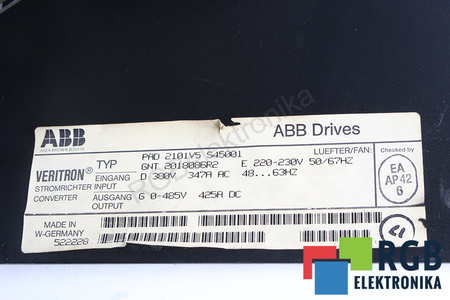 ABB
ASEA BROWN BOVERI
ABB Drives
VERITRON®
STROMRICHTER
CONVERTER
TYP
PAD 2101V5 S45001
GNT 2018086R2
LUEFTER/FAN:
E 220-230V 50/67HZ
EINGANG
INPUT
D 380V 347A AC 48...63HZ
AUSGANG
OUTPUT
G 0-485V 425A DC
Checked by
EA
AP42
6
MADE IN
W-GERMANY
522228
RGB
ELEKTRONIKA
RGB Elektronika